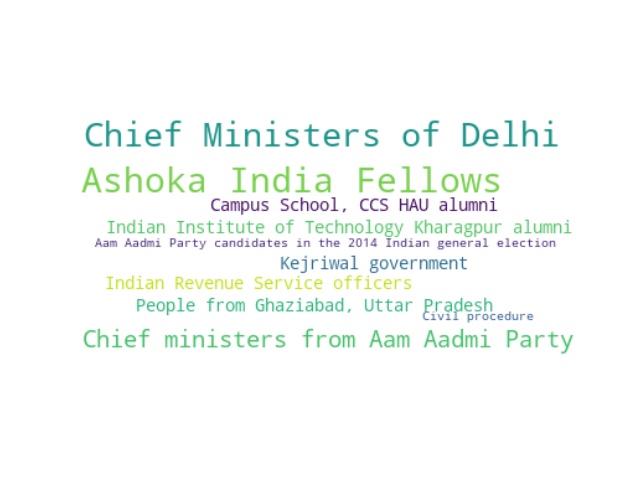 Chief Ministers of Delhi
Ashoka India Fellows
Campus School, CCS HAU alumni
Indian Institute of Technology Kharagpur alumni
Aam Aadmi Party candidates in the 2014 Indian general election
Kejriwal government
Indian Revenue Service officers
People from Ghaziabad, Uttar Pradesh
Civil procedure
Chief ministers from Aam Aadmi Party